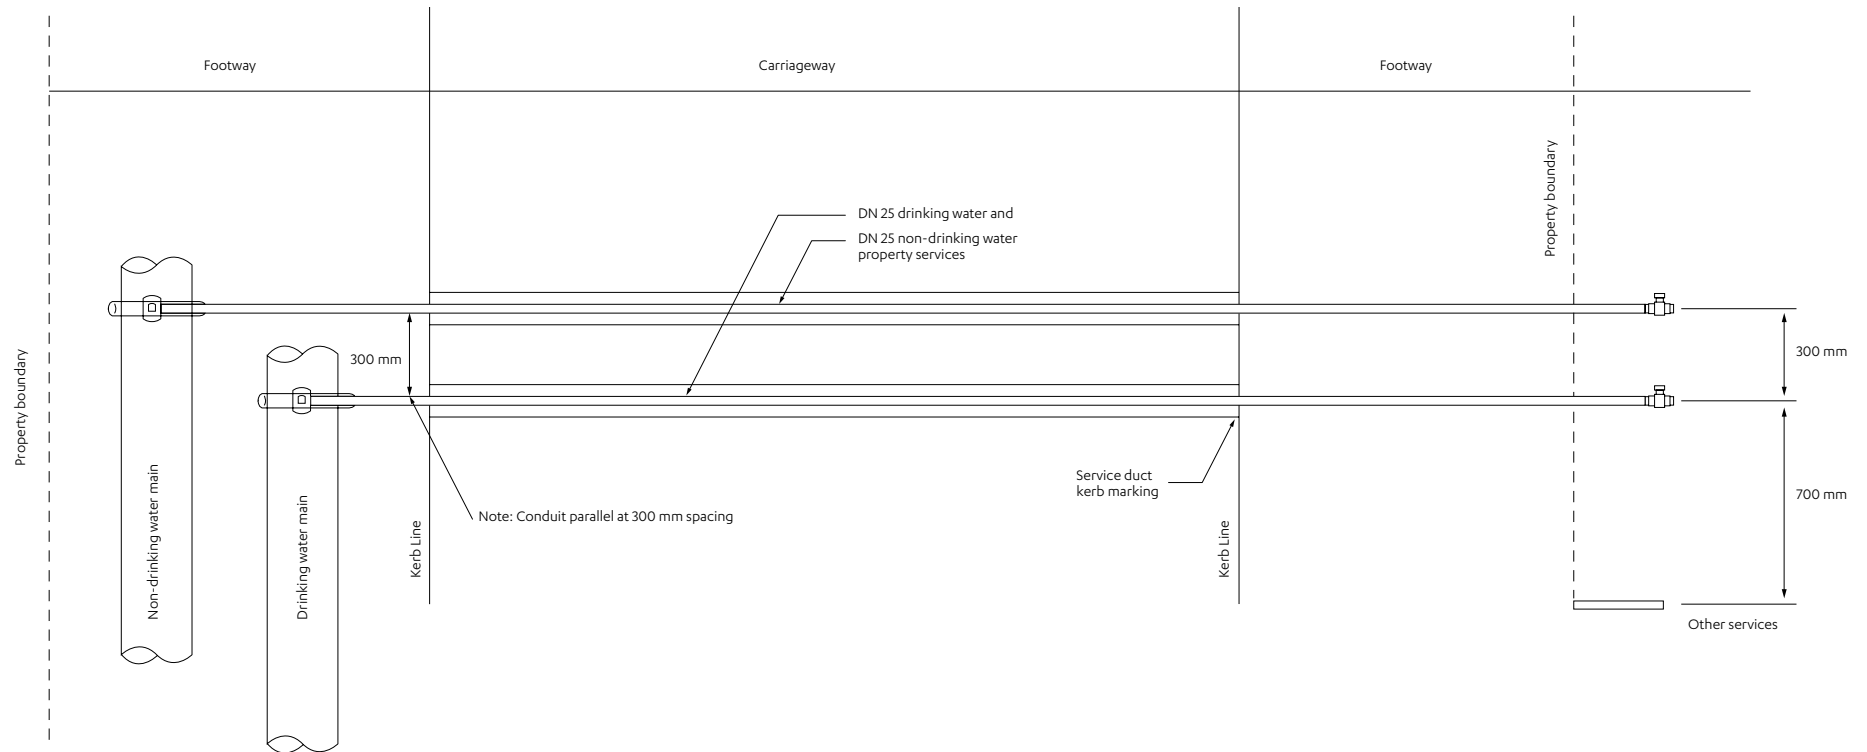 Footway
Carriageway
Footway
Property boundary
DN 25 drinking water and
DN 25 non-drinking water
property services
300 mm
300 mm
Property boundary
Service duct
kerb marking
700 mm
Note: Conduit parallel at 300 mm spacing
Non-drinking water main
Drinking water main
Kerb Line
Kerb Line
Other services